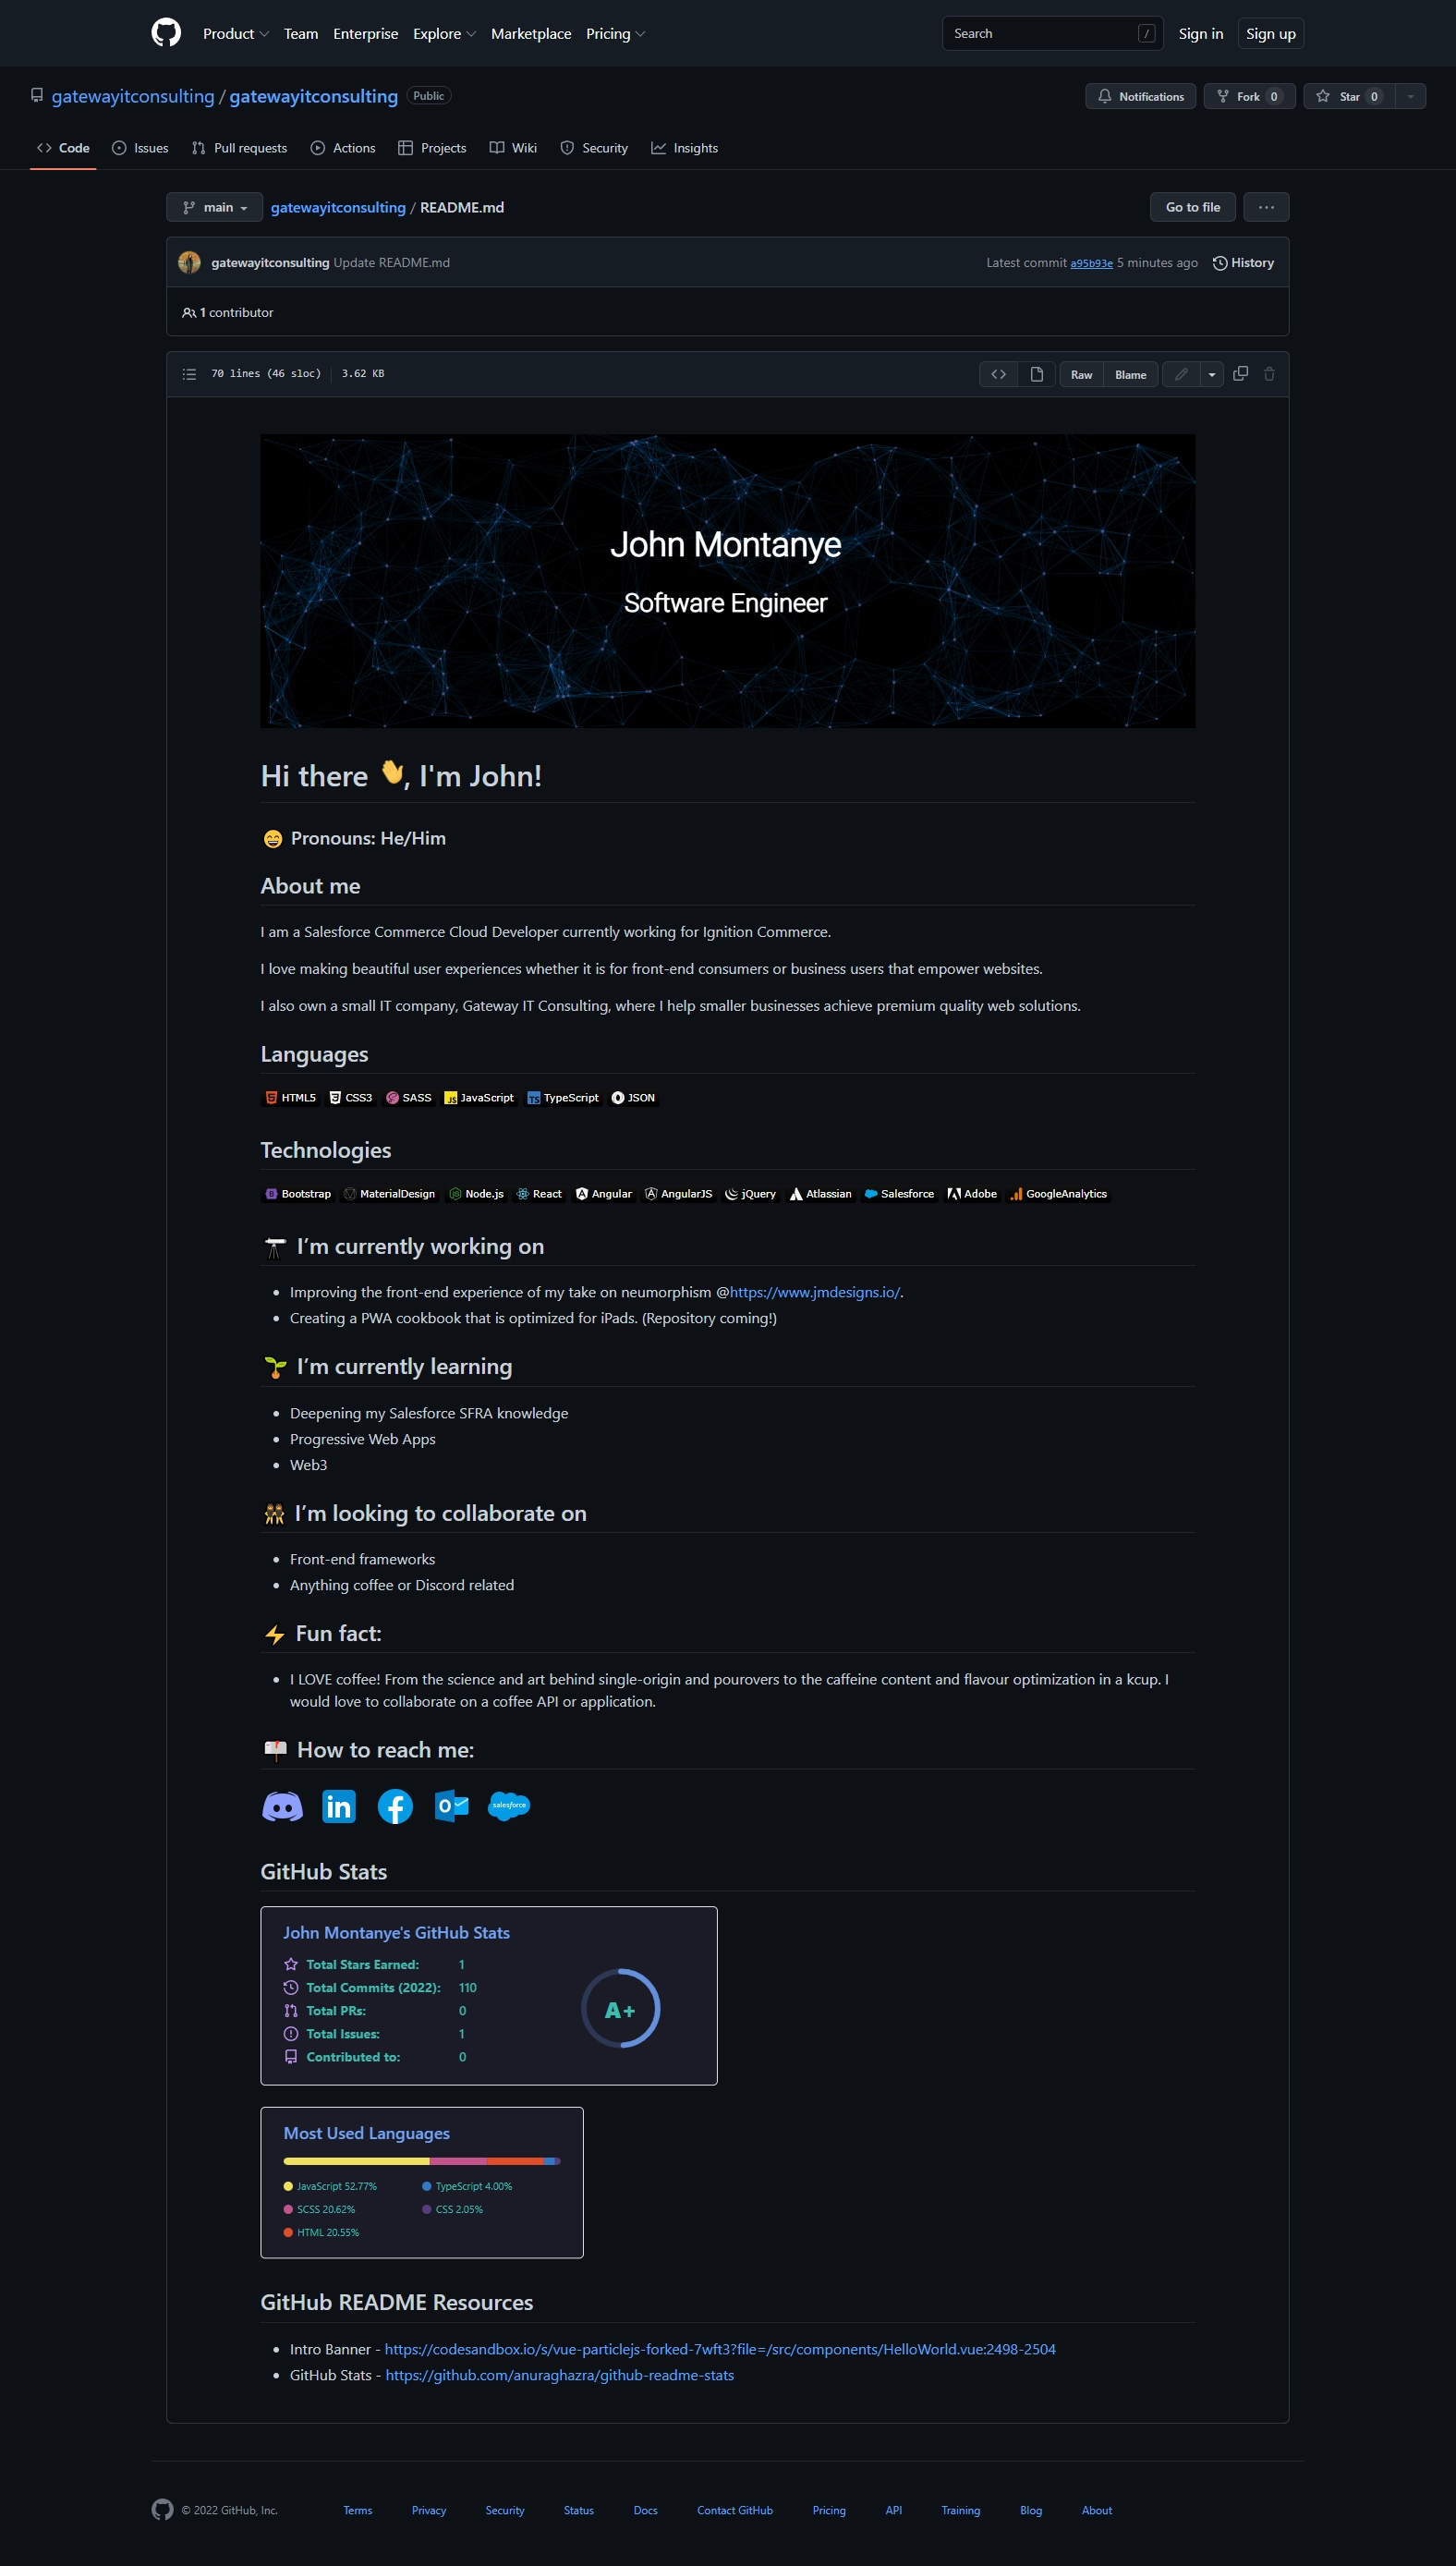 Product Team Enterprise Explore Marketplace Pricing Search / Sign in Sign up
gatewayitconsulting / gatewayitconsulting Public Notifications Fork 0 Star 0
Code Issues Pull requests Actions Projects Wiki Security Insights
main gatewayitconsulting / README.md Go to file ...
gatewayitconsulting Update README.md Latest commit a95b93e 5 minutes ago History
1 contributor
70 lines (46 sloc) 3.62 KB Raw Blame
John Montanye
Software Engineer
Hi there 👋, I'm John!
😄 Pronouns: He/Him
About me
I am a Salesforce Commerce Cloud Developer currently working for Ignition Commerce.
I love making beautiful user experiences whether it is for front-end consumers or business users that empower websites.
I also own a small IT company, Gateway IT Consulting, where I help smaller businesses achieve premium quality web solutions.
Languages
HTML5 CSS3 SASS JS JavaScript TS TypeScript JSON
Technologies
Bootstrap MaterialDesign Node.js React Angular AngularJS jQuery Atlassian Salesforce Adobe GoogleAnalytics
🔭 I’m currently working on
• Improving the front-end experience of my take on neumorphism @https://www.jmdesigns.io/.
• Creating a PWA cookbook that is optimized for iPads. (Repository coming!)
🌱 I’m currently learning
• Deepening my Salesforce SFRA knowledge
• Progressive Web Apps
• Web3
👯 I’m looking to collaborate on
• Front-end frameworks
• Anything coffee or Discord related
⚡ Fun fact:
• I LOVE coffee! From the science and art behind single-origin and pourovers to the caffeine content and flavour optimization in a kcup. I
would love to collaborate on a coffee API or application.
📫 How to reach me:
in f O salesforce
GitHub Stats
John Montanye's GitHub Stats
Total Stars Earned: 1
Total Commits (2022): 110
Total PRs: 0
Total Issues: 1
Contributed to: 0
A+
Most Used Languages
JavaScript 52.77% TypeScript 4.00%
SCSS 20.62% CSS 2.05%
HTML 20.55%
GitHub README Resources
• Intro Banner - https://codesandbox.io/s/vue-particlejs-forked-7wft3?file=/src/components/HelloWorld.vue:2498-2504
• GitHub Stats - https://github.com/anuraghazra/github-readme-stats
© 2022 GitHub, Inc. Terms Privacy Security Status Docs Contact GitHub Pricing API Training Blog About